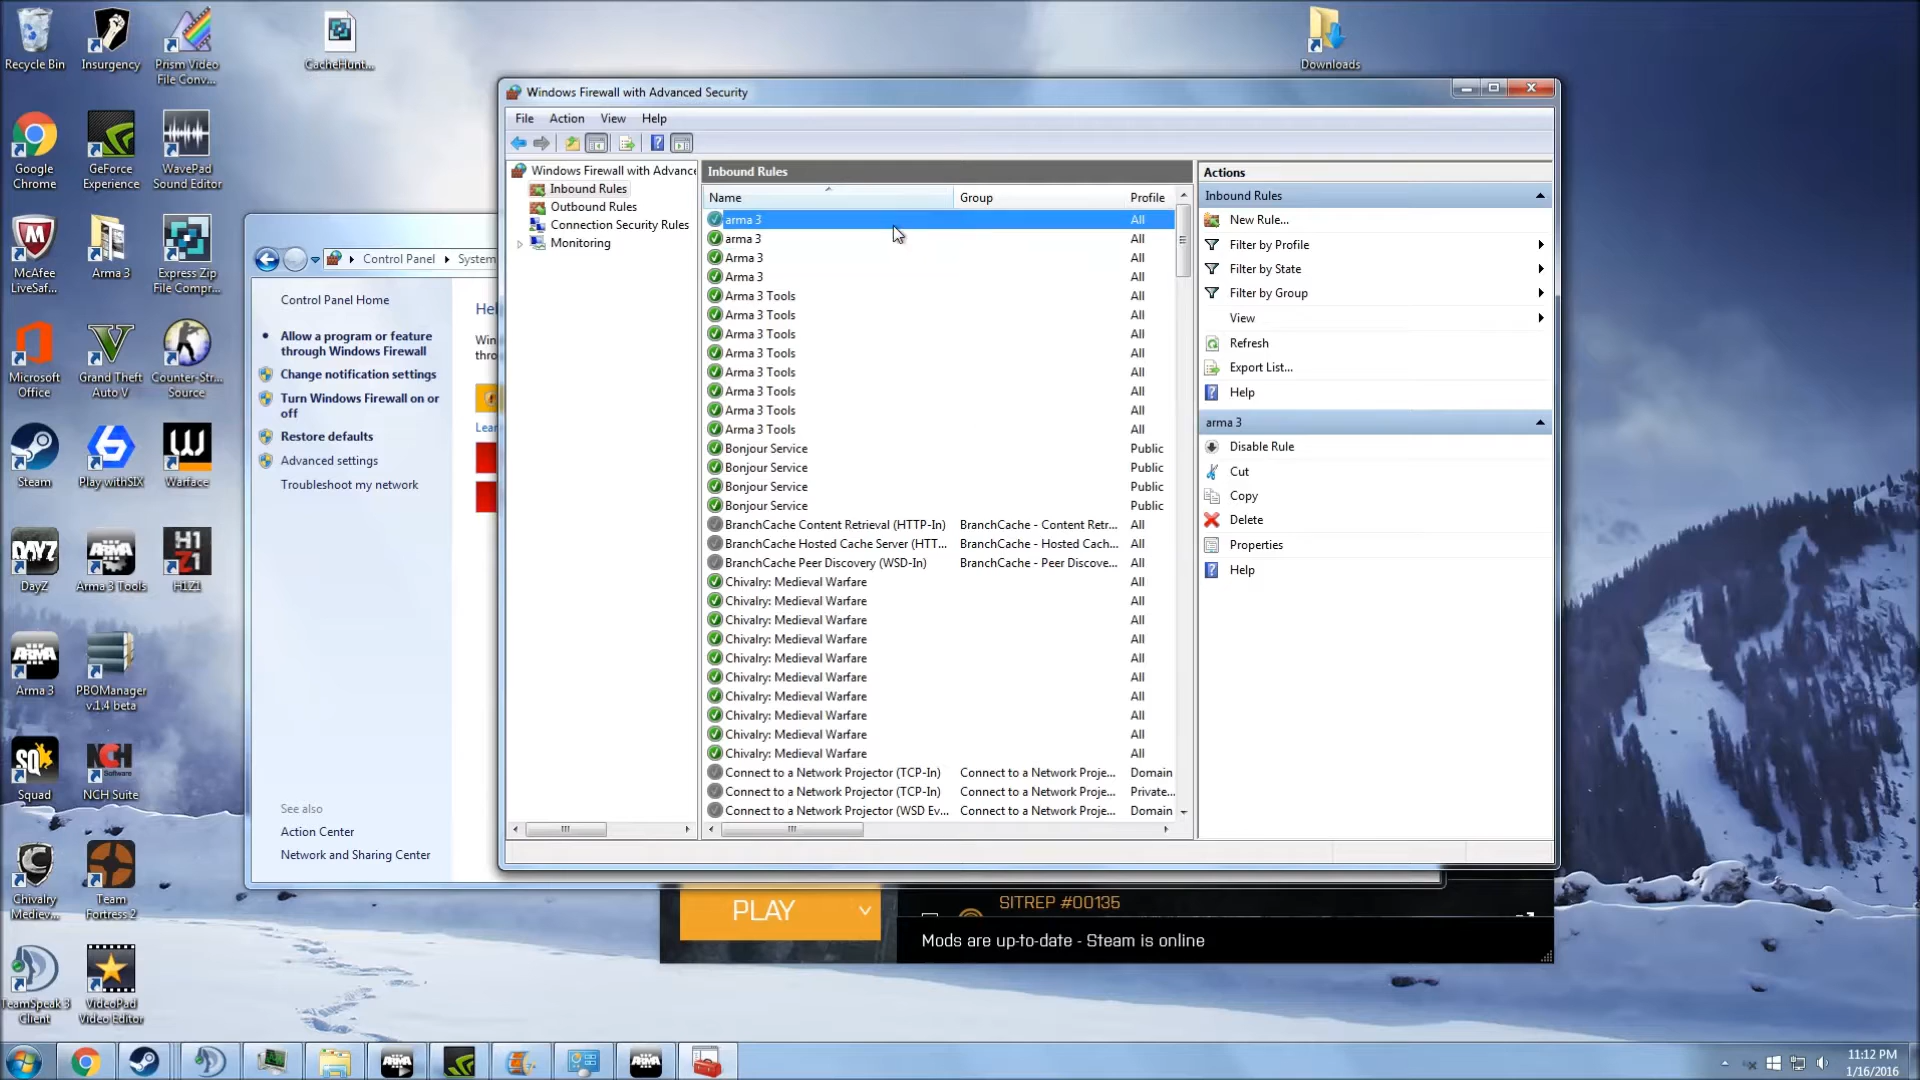 Recycle Bin
Insurgency
Prism Video
File Conv...
CacheHunt...
Downloads
Google
Chrome
GeForce
Experience
WavePad
Sound Editor
McAfee
LiveSaf...
Arma 3
Express Zip
File Compr...
Microsoft
Office
Grand Theft
Auto V
Counter-Str...
Source
Steam
Play withSIX
Warface
DayZ
Arma 3 Tools
H1Z1
Arma 3
PBOManager
v.1.4 beta
Squad
NCH Suite
Chivalry
Mediev...
Team
Fortress 2
TeamSpeak 3
Client
VideoPad
Video Editor
DAYZ
ARMA
H1
Z1
ARMA
SQ
NCH
Software
Control Panel
System
Control Panel Home
Allow a program or feature
through Windows Firewall
Change notification settings
Turn Windows Firewall on or
off
Restore defaults
Advanced settings
Troubleshoot my network
See also
Action Center
Network and Sharing Center
Hel
Win
thro
Lear
Windows Firewall with Advanced Security
File Action View Help
Windows Firewall with Advance
Inbound Rules
Outbound Rules
Connection Security Rules
Monitoring
Inbound Rules
Name Group Profile
arma 3 All
arma 3 All
Arma 3 All
Arma 3 All
Arma 3 Tools All
Arma 3 Tools All
Arma 3 Tools All
Arma 3 Tools All
Arma 3 Tools All
Arma 3 Tools All
Arma 3 Tools All
Arma 3 Tools All
Bonjour Service Public
Bonjour Service Public
Bonjour Service Public
Bonjour Service Public
BranchCache Content Retrieval (HTTP-In) BranchCache - Content Retr... All
BranchCache Hosted Cache Server (HTT... BranchCache - Hosted Cach... All
BranchCache Peer Discovery (WSD-In) BranchCache - Peer Discove... All
Chivalry: Medieval Warfare All
Chivalry: Medieval Warfare All
Chivalry: Medieval Warfare All
Chivalry: Medieval Warfare All
Chivalry: Medieval Warfare All
Chivalry: Medieval Warfare All
Chivalry: Medieval Warfare All
Chivalry: Medieval Warfare All
Chivalry: Medieval Warfare All
Chivalry: Medieval Warfare All
Connect to a Network Projector (TCP-In) Connect to a Network Proje... Domain
Connect to a Network Projector (TCP-In) Connect to a Network Proje... Private...
Connect to a Network Projector (WSD Ev... Connect to a Network Proje... Domain
Actions
Inbound Rules
New Rule...
Filter by Profile
Filter by State
Filter by Group
View
Refresh
Export List...
Help
arma 3
Disable Rule
Cut
Copy
Delete
Properties
Help
PLAY
SITREP #00135
Mods are up-to-date - Steam is online
ARMA
ARMA
11:12 PM
1/16/2016